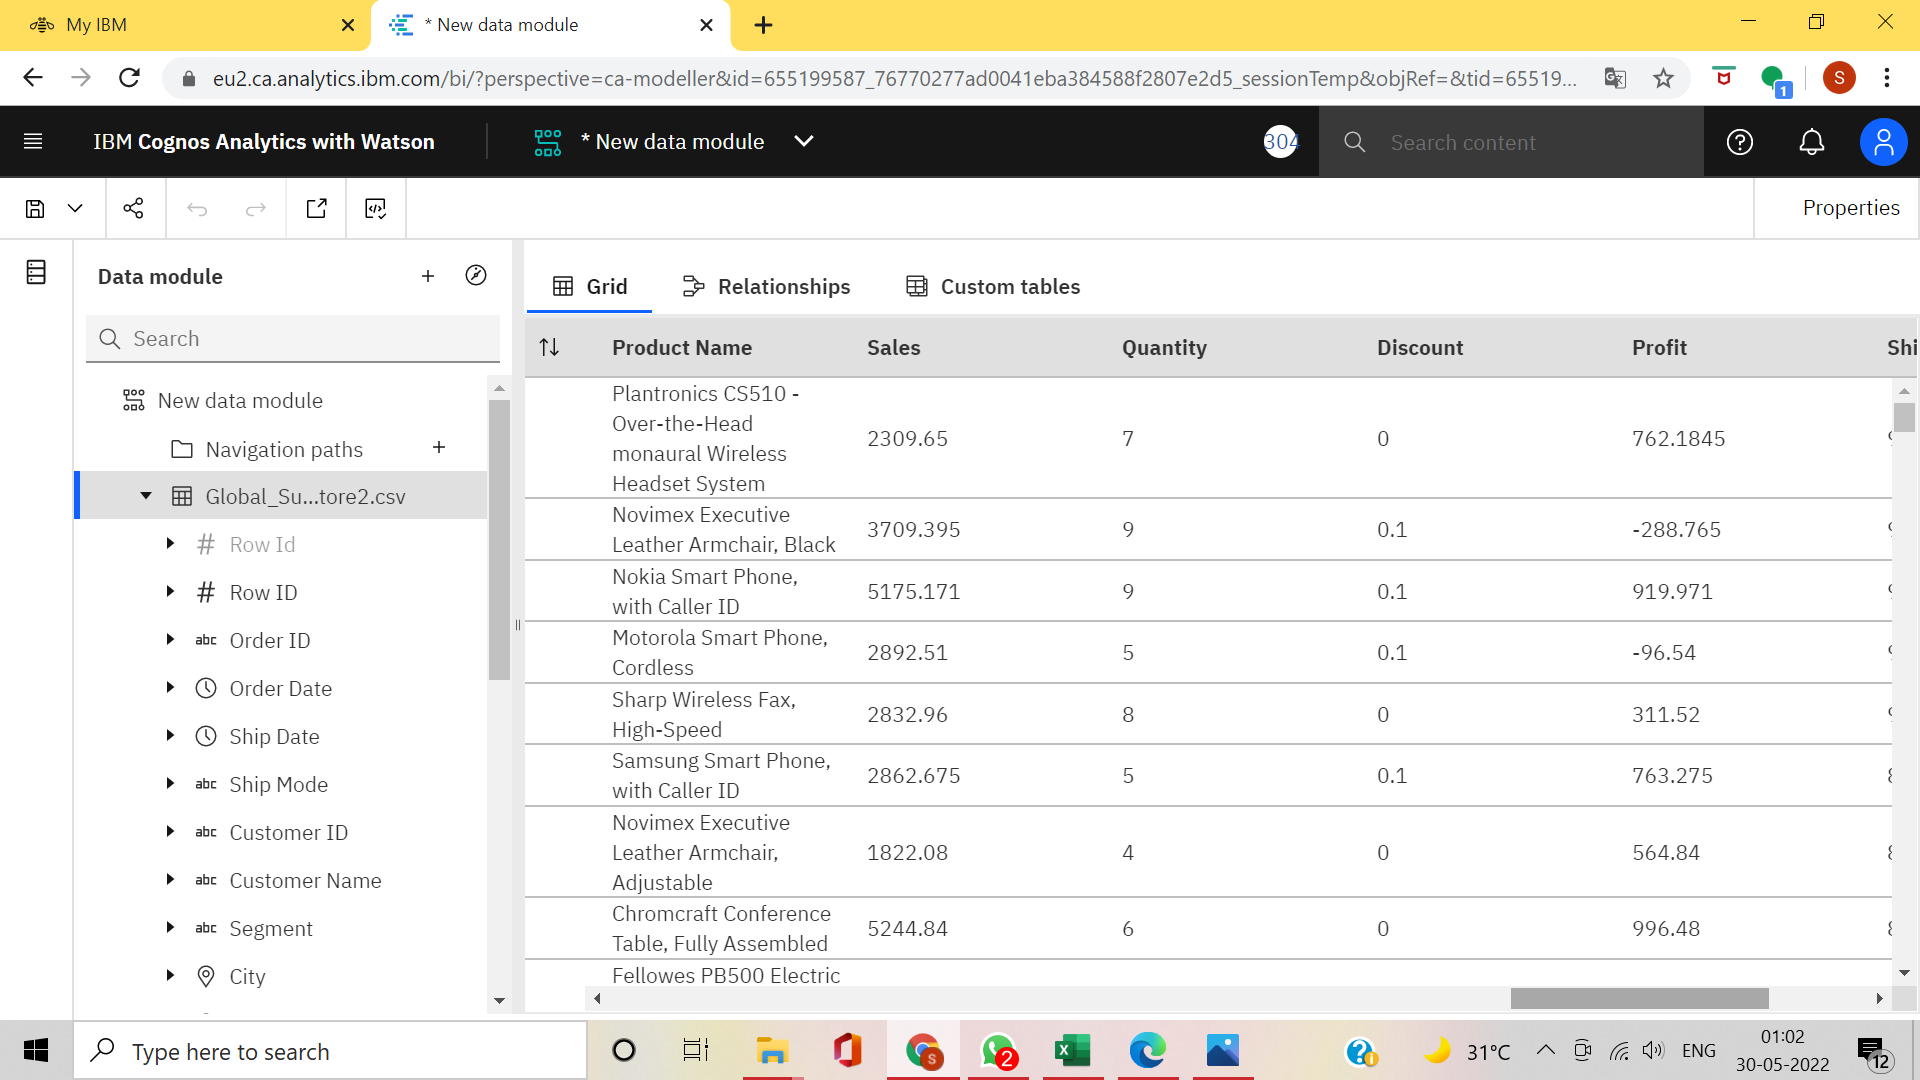 My IBM
* New data module
eu2.ca.analytics.ibm.com/bi/?perspective=ca-modeller&id=655199587_76770277ad0041eba384588f2807e2d5_sessionTemp&objRef=&tid=65519...
1
S
IBM Cognos Analytics with Watson
* New data module
304
Search content
Properties
Data module
Search
New data module
Navigation paths
Global_Su...tore2.csv
# Row Id
# Row ID
abc Order ID
Order Date
Ship Date
abc Ship Mode
abc Customer ID
abc Customer Name
abc Segment
City
Grid Relationships Custom tables
Product Name Sales Quantity Discount Profit Shi
Plantronics CS510 -
Over-the-Head
monaural Wireless
Headset System
2309.65 7 0 762.1845
Novimex Executive
Leather Armchair, Black
3709.395 9 0.1 -288.765
Nokia Smart Phone,
with Caller ID
5175.171 9 0.1 919.971
Motorola Smart Phone,
Cordless
2892.51 5 0.1 -96.54
Sharp Wireless Fax,
High-Speed
2832.96 8 0 311.52
Samsung Smart Phone,
with Caller ID
2862.675 5 0.1 763.275
Novimex Executive
Leather Armchair,
Adjustable
1822.08 4 0 564.84
Chromcraft Conference
Table, Fully Assembled
5244.84 6 0 996.48
Fellowes PB500 Electric
Type here to search
S
2
31°C
ENG
01:02
30-05-2022
12